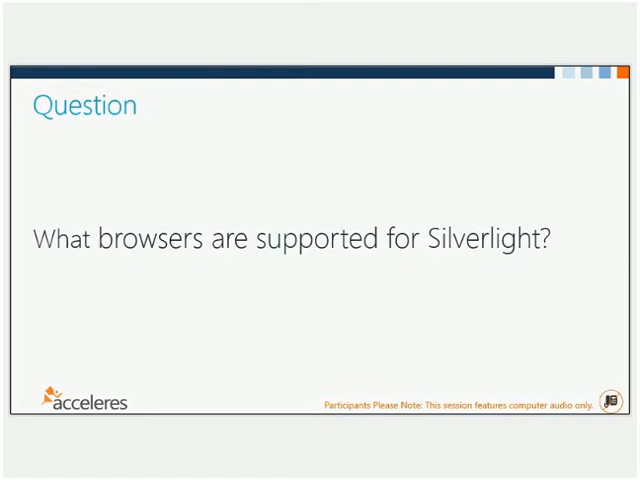 Question
What browsers are supported for Silverlight?
acceleres
Participants Please Note: This session features computer audio only.